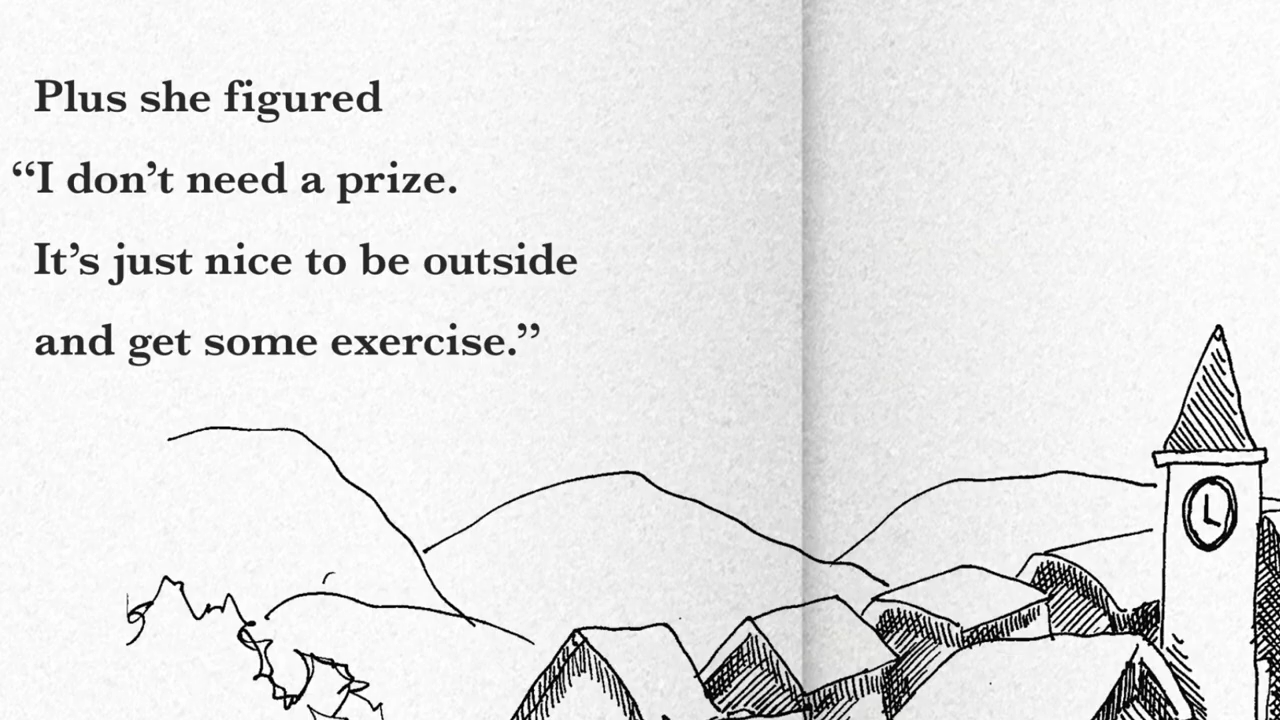 Plus she figured
“I don’t need a prize.
It’s just nice to be outside
and get some exercise.”